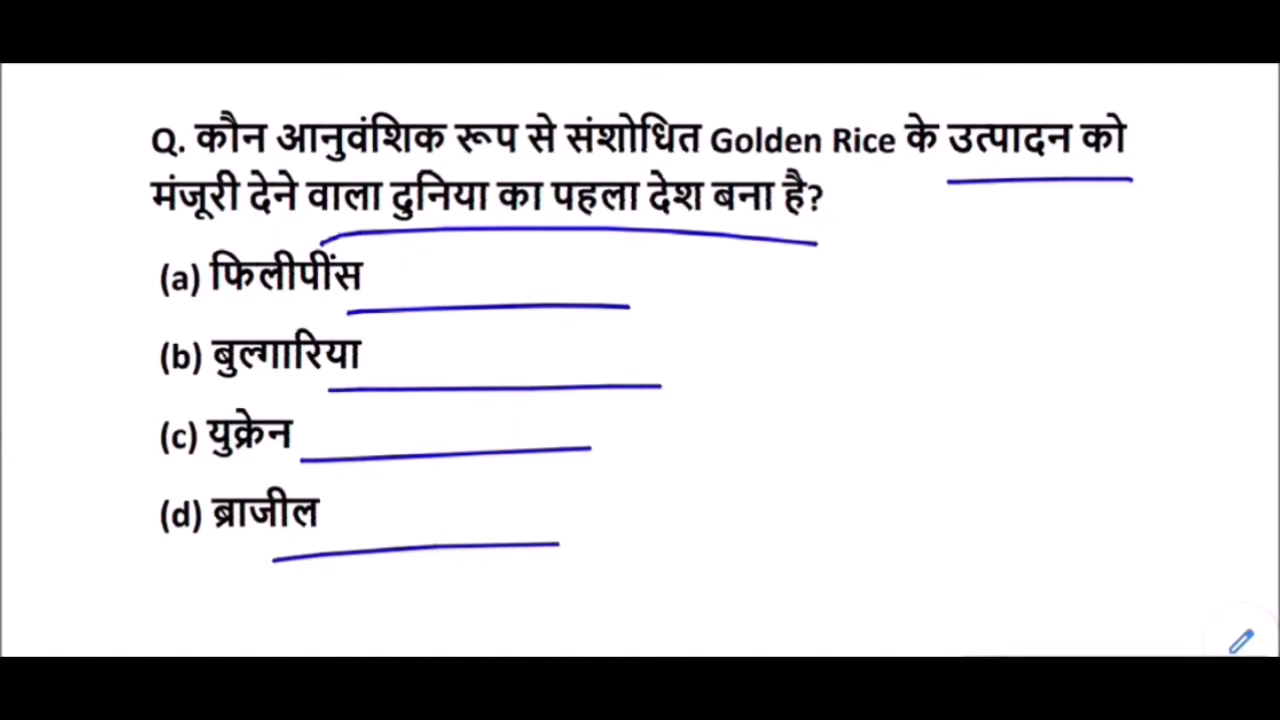 Q. कौन आनुवंशिक रूप से संशोधित Golden Rice के उत्पादन को
मंजूरी देने वाला दुनिया का पहला देश बना है?
(a) फिलीपींस
(b) बुल्गारिया
(c) युक्रेन
(d) ब्राजील